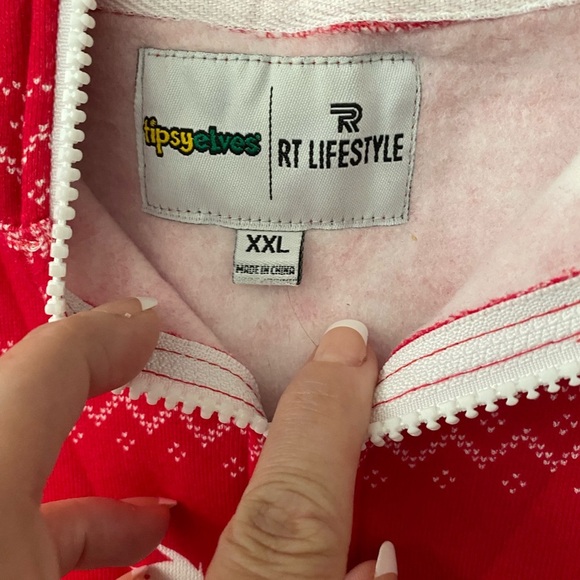 tipsyelves®
RT LIFESTYLE
XXL
MADE IN CHINA